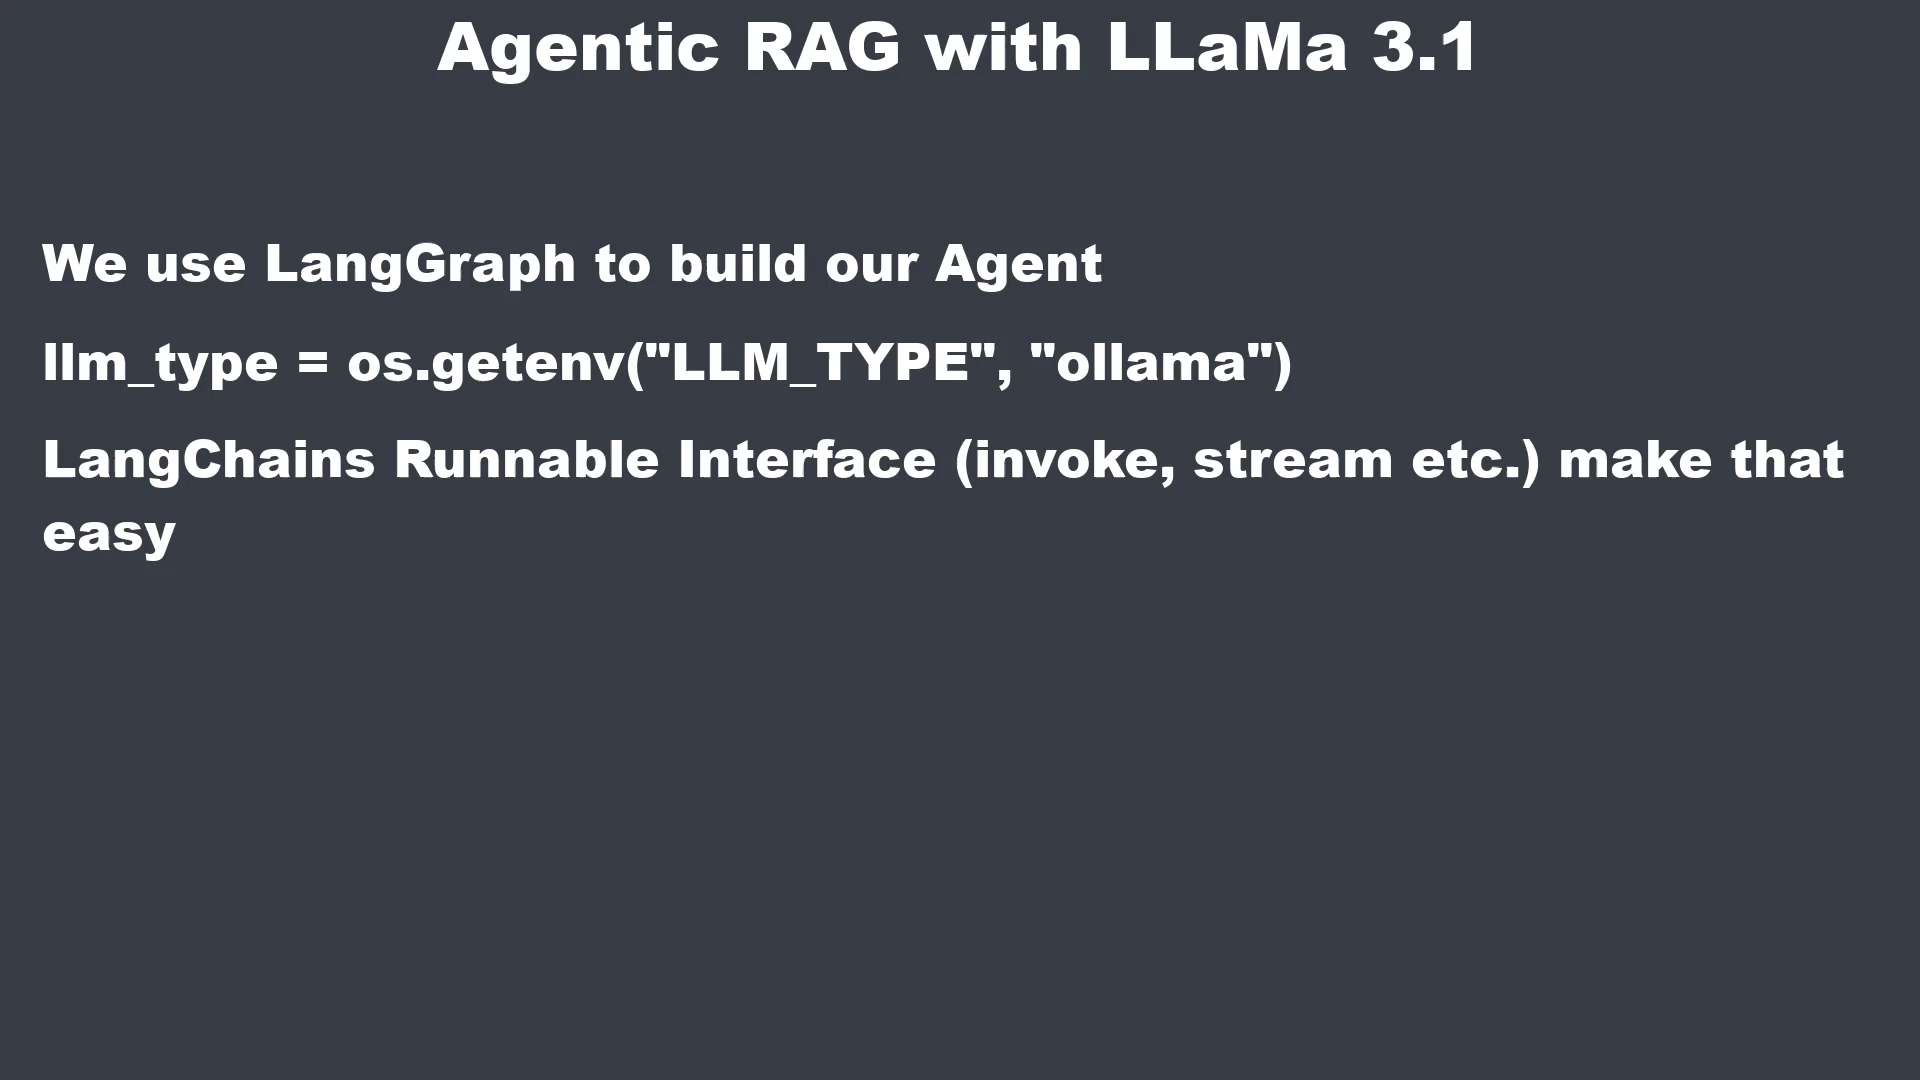 Agentic RAG with LLaMa 3.1
We use LangGraph to build our Agent
llm_type = os.getenv("LLM_TYPE", "ollama")
LangChains Runnable Interface (invoke, stream etc.) make that
easy